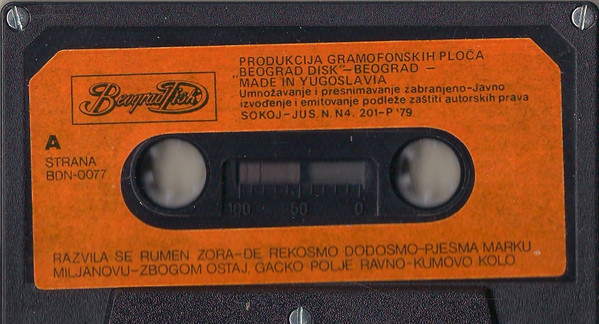 PRODUKCIJA GRAMOFONSKIH PLOČA
„BEOGRAD DISK"-BEOGRAD —
MADE IN YUGOSLAVIA
Umnožavanje i presnimavanje zabranjeno-Javno
izvođenje i emitovanje podleže zaštiti autorskih prava
SOKOJ-JUS. N. N4. 201-P '79
Beograd Disk
A
STRANA
BDN-0077
100 50 0
RAZVILA SE RUMEN ZORA-DE REKOSMO DODOSMO-PJESMA MARKU
MILJANOVU-ZBOGOM OSTAJ, GACKO POLJE RAVNO-KUMOVO KOLO